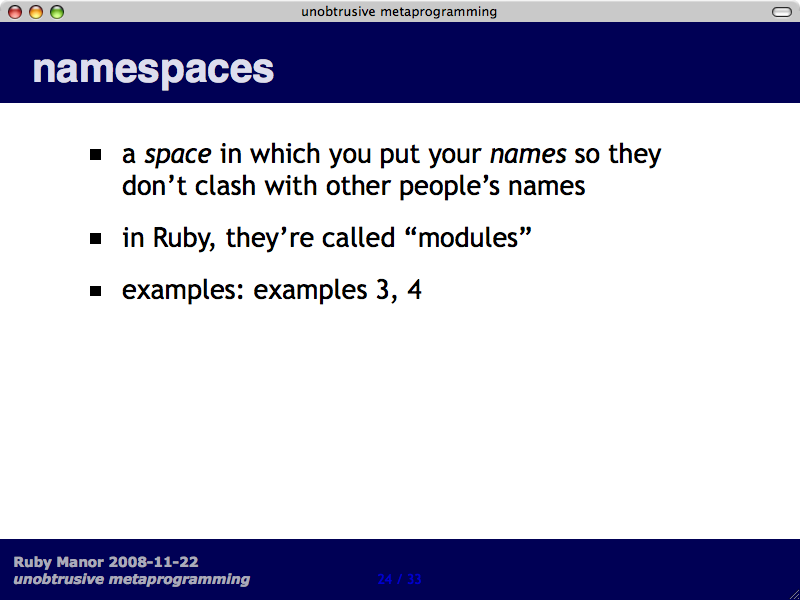 unobtrusive metaprogramming
namespaces
a space in which you put your names so they
don’t clash with other people’s names
in Ruby, they’re called “modules”
examples: examples 3, 4
Ruby Manor 2008-11-22
unobtrusive metaprogramming
24 / 33